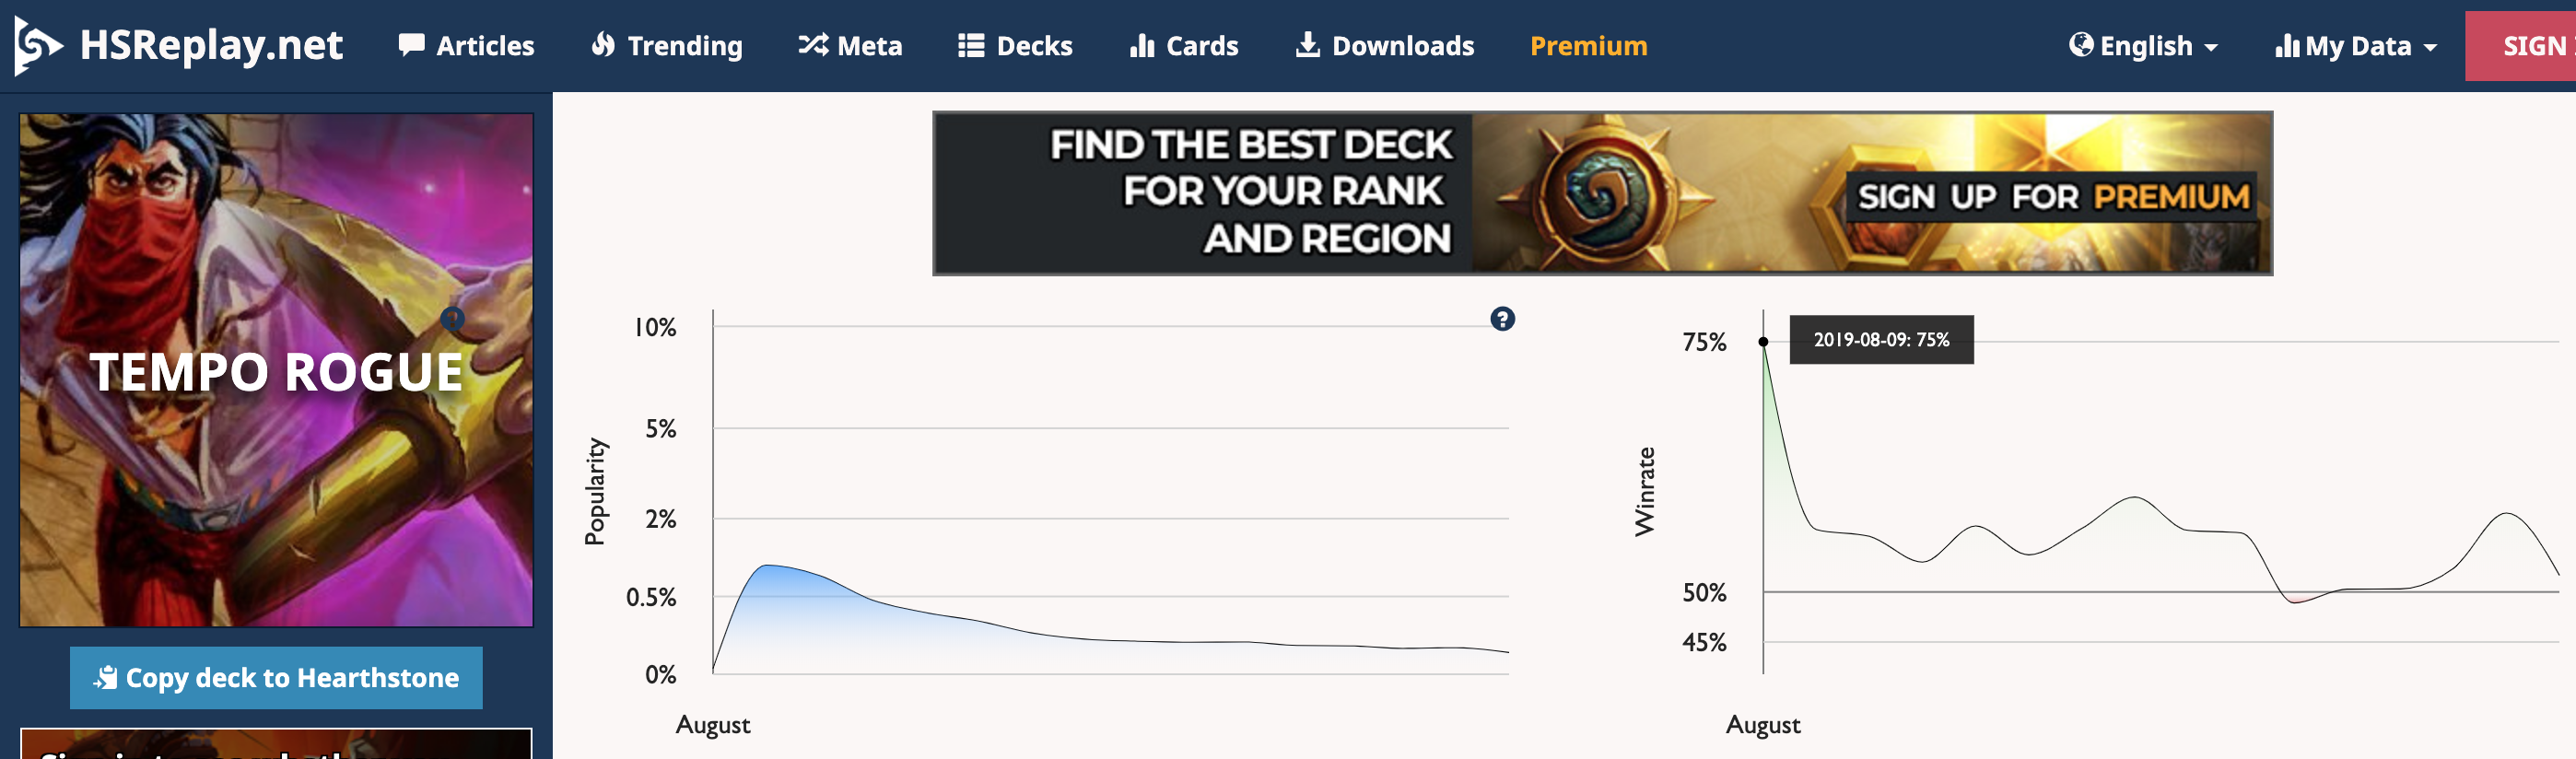 HSReplay.net
Articles
Trending
Meta
Decks
Cards
Downloads
Premium
English
My Data
SIGN
TEMPO ROGUE
Copy deck to Hearthstone
FIND THE BEST DECK
FOR YOUR RANK
AND REGION
SIGN UP FOR PREMIUM
Popularity
10%
5%
2%
0.5%
0%
August
?
Winrate
75%
50%
45%
August
2019-08-09: 75%